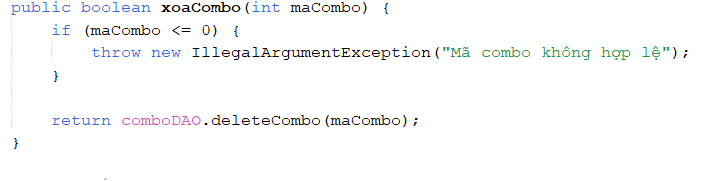 public boolean xoaCombo(int maCombo) {
    if (maCombo <= 0) {
        throw new IllegalArgumentException("Mã combo không hợp lệ");
    }

    return comboDAO.deleteCombo(maCombo);
}